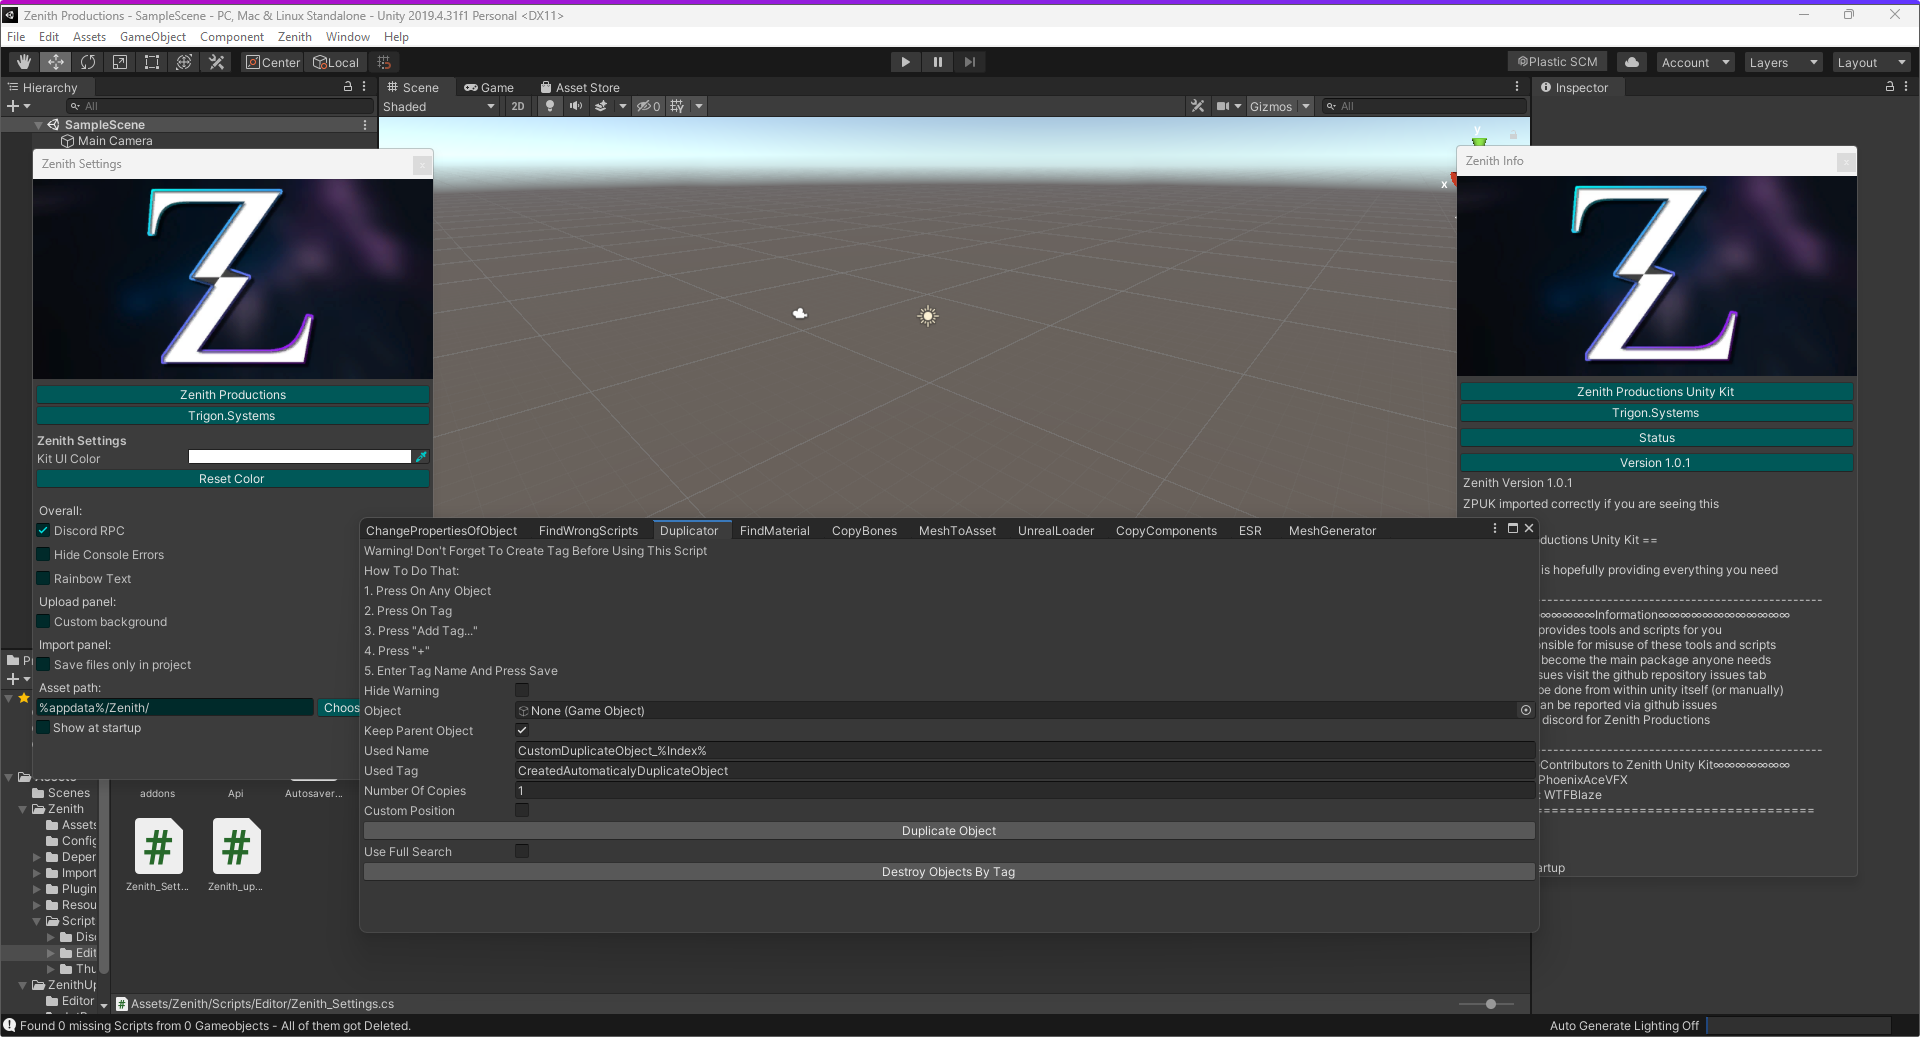 Zenith Productions - SampleScene - PC, Mac & Linux Standalone - Unity 2019.4.31f1 Personal <DX11>
File Edit Assets GameObject Component Zenith Window Help
Center Local Plastic SCM Account Layers Layout
Hierarchy
All
SampleScene
Main Camera
Scene Game Asset Store
Shaded 2D 0 Gizmos All
y
x
Inspector
Zenith Settings
Z
Zenith Productions
Trigon.Systems
Zenith Settings
Kit UI Color
Reset Color
Overall:
Discord RPC
Hide Console Errors
Rainbow Text
Upload panel:
Custom background
Import panel:
Save files only in project
Asset path:
%appdata%/Zenith/ Choos
Show at startup
Zenith Info
Z
Zenith Productions Unity Kit
Trigon.Systems
Status
Version 1.0.1
Zenith Version 1.0.1
ZPUK imported correctly if you are seeing this
ductions Unity Kit ==
is hopefully providing everything you need
--------------------------------------------------
∞∞∞∞∞Information∞∞∞∞∞∞∞∞∞∞∞∞
provides tools and scripts for you
nsible for misuse of these tools and scripts
become the main package anyone needs
sues visit the github repository issues tab
be done from within unity itself (or manually)
an be reported via github issues
discord for Zenith Productions
--------------------------------------------------
Contributors to Zenith Unity Kit∞∞∞∞∞∞∞
PhoenixAceVFX
: WTFBlaze
==================================
artup
ChangePropertiesOfObject FindWrongScripts Duplicator FindMaterial CopyBones MeshToAsset UnrealLoader CopyComponents ESR MeshGenerator
Warning! Don't Forget To Create Tag Before Using This Script
How To Do That:
1. Press On Any Object
2. Press On Tag
3. Press "Add Tag..."
4. Press "+"
5. Enter Tag Name And Press Save
Hide Warning
Object None (Game Object)
Keep Parent Object
Used Name CustomDuplicateObject_%Index%
Used Tag CreatedAutomaticalyDuplicateObject
Number Of Copies 1
Custom Position
Duplicate Object
Use Full Search
Destroy Objects By Tag
Scenes
Zenith
Assets
Config
Deper
Import
Plugin
Resou
Script
Dis
Edit
Thu
ZenithUp
Editor
addons Api Autosaver...
#
#
Zenith_Sett... Zenith_up...
Assets/Zenith/Scripts/Editor/Zenith_Settings.cs
Found 0 missing Scripts from 0 Gameobjects - All of them got Deleted.
Auto Generate Lighting Off